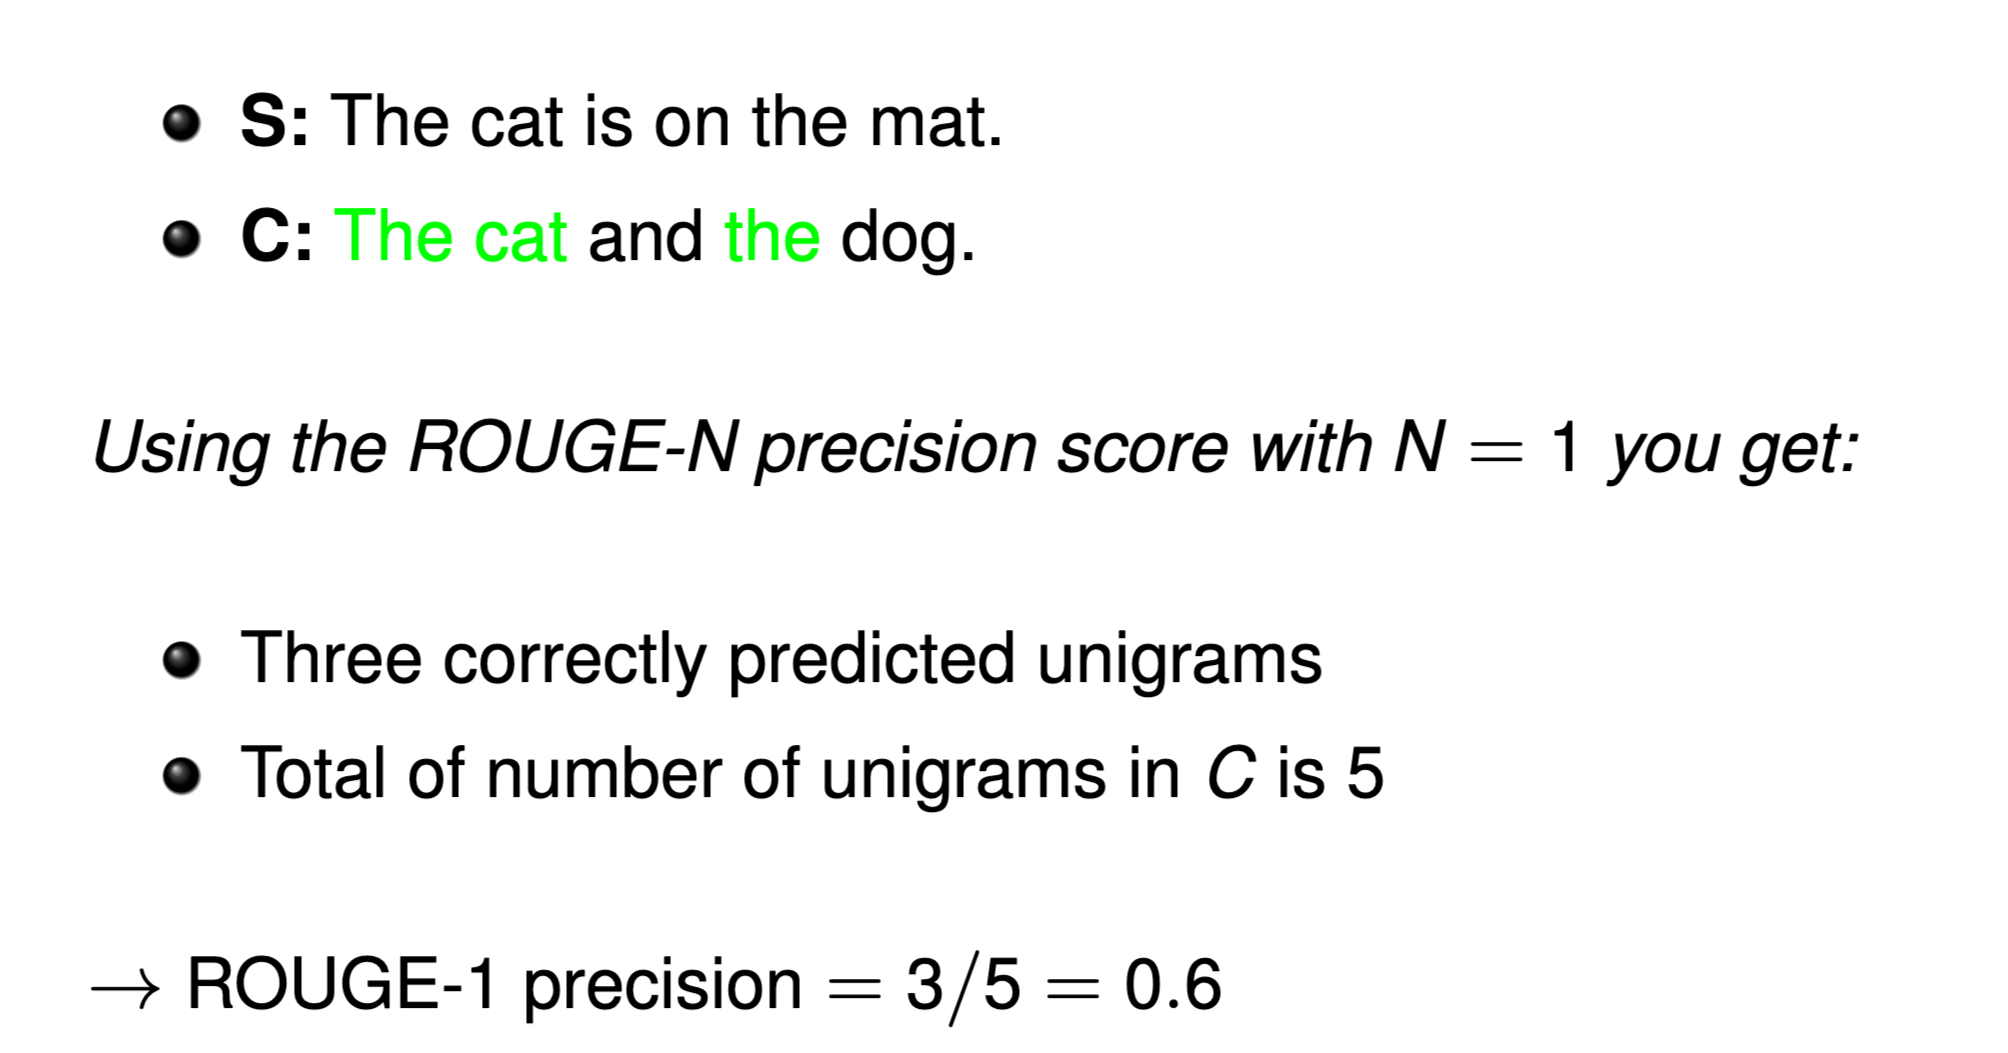 • S: The cat is on the mat.
• C: The cat and the dog.
Using the ROUGE-N precision score with N = 1 you get:
• Three correctly predicted unigrams
• Total of number of unigrams in C is 5
→ ROUGE-1 precision = 3/5 = 0.6